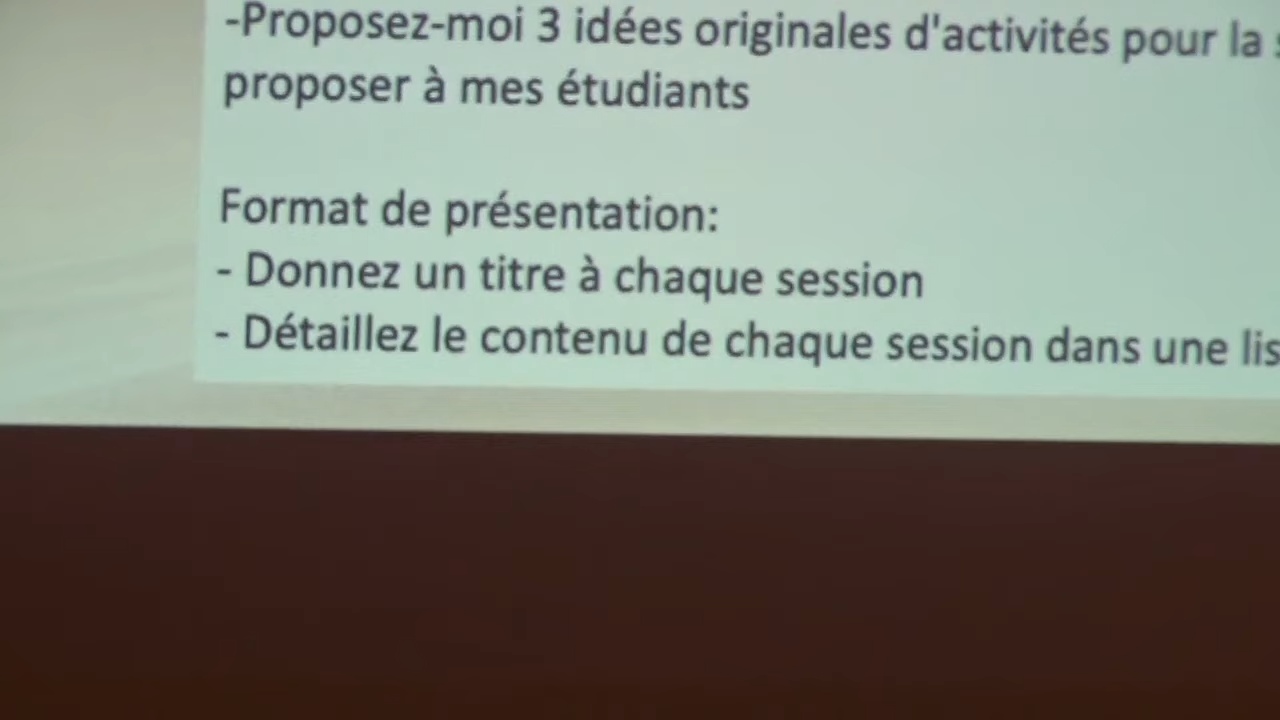 -Proposez-moi 3 idées originales d'activités pour la
proposer à mes étudiants
Format de présentation:
- Donnez un titre à chaque session
- Détaillez le contenu de chaque session dans une